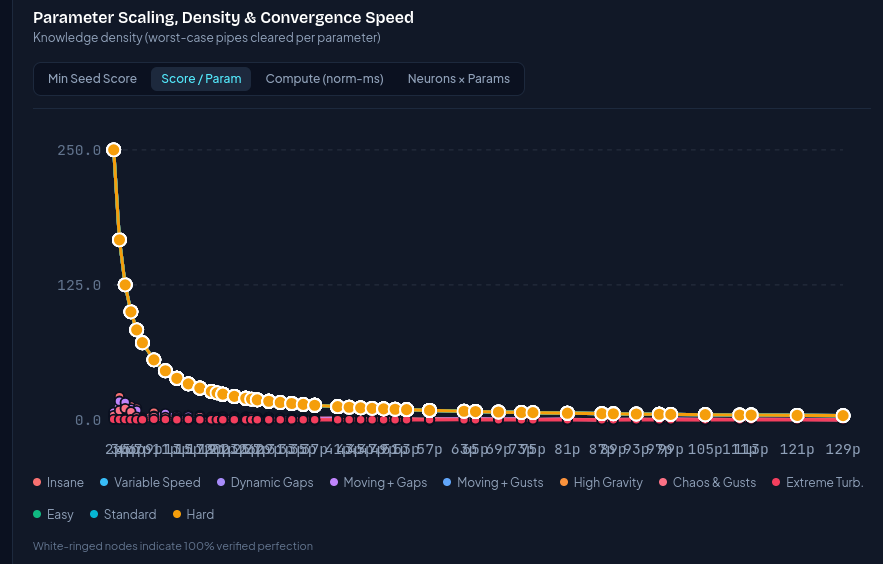 Parameter Scaling, Density & Convergence Speed
Knowledge density (worst-case pipes cleared per parameter)
Min Seed Score Score / Param Compute (norm-ms) Neurons × Params
250.0
125.0
0.0
57p 69p 81p 93p 105p 113p 121p 129p
Insane Variable Speed Dynamic Gaps Moving + Gaps Moving + Gusts High Gravity Chaos & Gusts Extreme Turb.
Easy Standard Hard
White-ringed nodes indicate 100% verified perfection